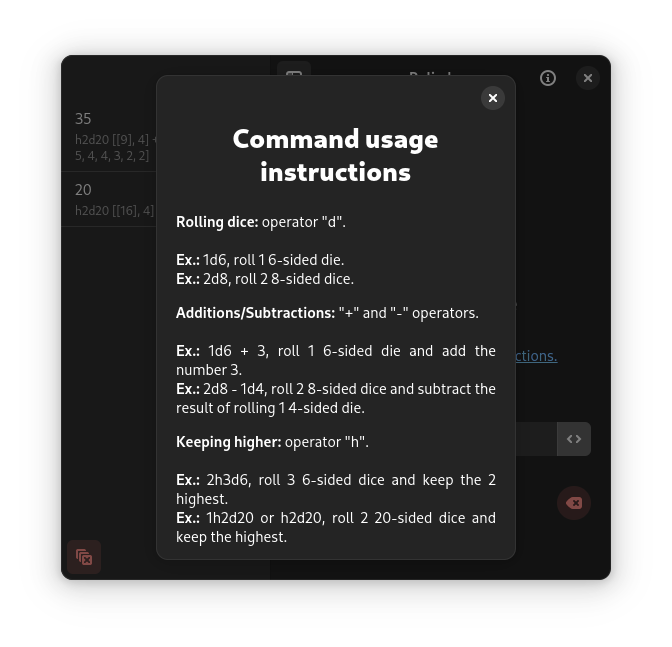 35
h2d20 [[9], 4] +
5, 4, 4, 3, 2, 2]
20
h2d20 [[16], 4]
Command usage
instructions
Rolling dice: operator "d".
Ex.: 1d6, roll 1 6-sided die.
Ex.: 2d8, roll 2 8-sided dice.
Additions/Subtractions: "+" and "-" operators.
Ex.: 1d6 + 3, roll 1 6-sided die and add the
number 3.
Ex.: 2d8 - 1d4, roll 2 8-sided dice and subtract the
result of rolling 1 4-sided die.
Keeping higher: operator "h".
Ex.: 2h3d6, roll 3 6-sided dice and keep the 2
highest.
Ex.: 1h2d20 or h2d20, roll 2 20-sided dice and
keep the highest.
ctions.